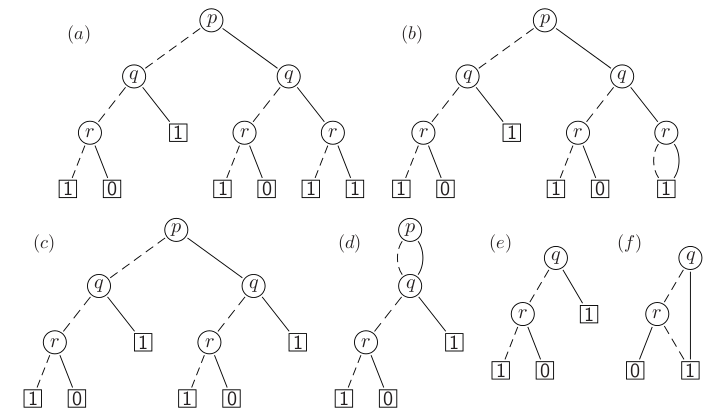 (a) p (b) p
q q q q
r 1 r r r 1 r r
1 0 1 0 1 1 1 0 1 0 1
(c) p (d) p (e) q (f) q
q q q r 1 r
r 1 r 1 r 1 1 0 0 1
1 0 1 0 1 0